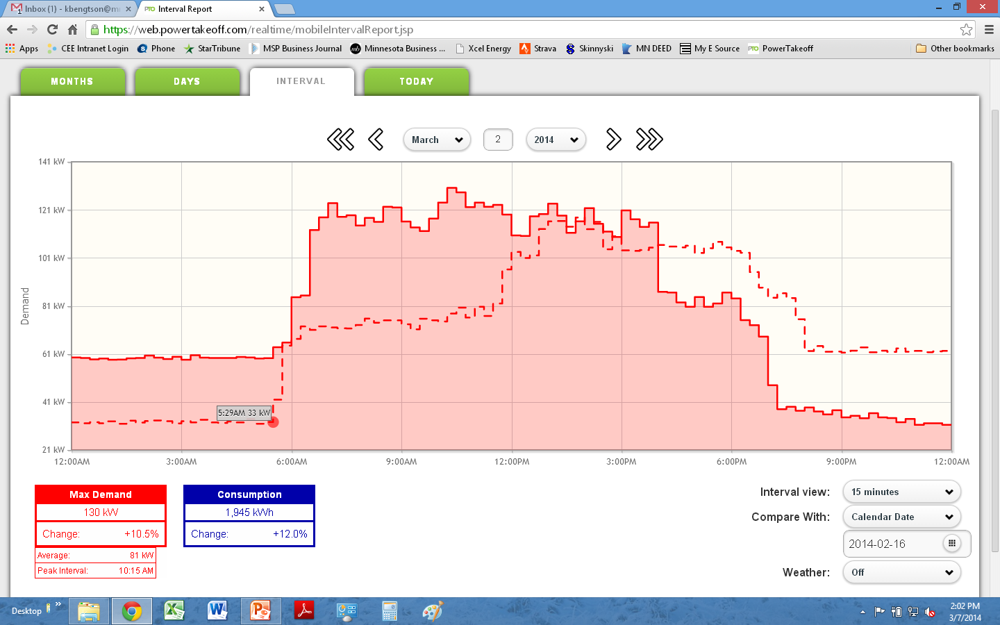 Inbox (1) - kbengtson@m
PTO Interval Report
https://web.powertakeoff.com/realtime/mobileIntervalReport.jsp
Apps CEE Intranet Login Phone StarTribune MSP Business Journal mb Minnesota Business ... Xcel Energy Strava Skinnyski MN DEED My E Source PTO PowerTakeoff Other bookmarks
MONTHS DAYS INTERVAL TODAY
March 2 2014
141 kW
121 kW
101 kW
81 kW
61 kW
41 kW
21 kW
Demand
5:29AM 33 kW
12:00AM 3:00AM 6:00AM 9:00AM 12:00PM 3:00PM 6:00PM 9:00PM 12:00AM
Max Demand
130 kW
Change: +10.5%
Average: 81 kW
Peak Interval: 10:15 AM
Consumption
1,945 kWh
Change: +12.0%
Interval view: 15 minutes
Compare With: Calendar Date
2014-02-16
Weather: Off
Desktop
2:02 PM
3/7/2014